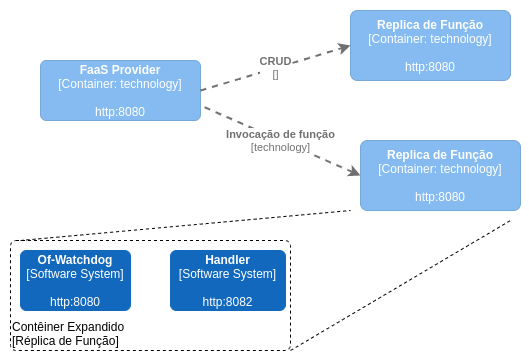 Replica de Função
[Container: technology]
http:8080
CRUD
[]
FaaS Provider
[Container: technology]
http:8080
Invocação de função
[technology]
Replica de Função
[Container: technology]
http:8080
Of-Watchdog
[Software System]
http:8080
Handler
[Software System]
http:8082
Contêiner Expandido
[Réplica de Função]